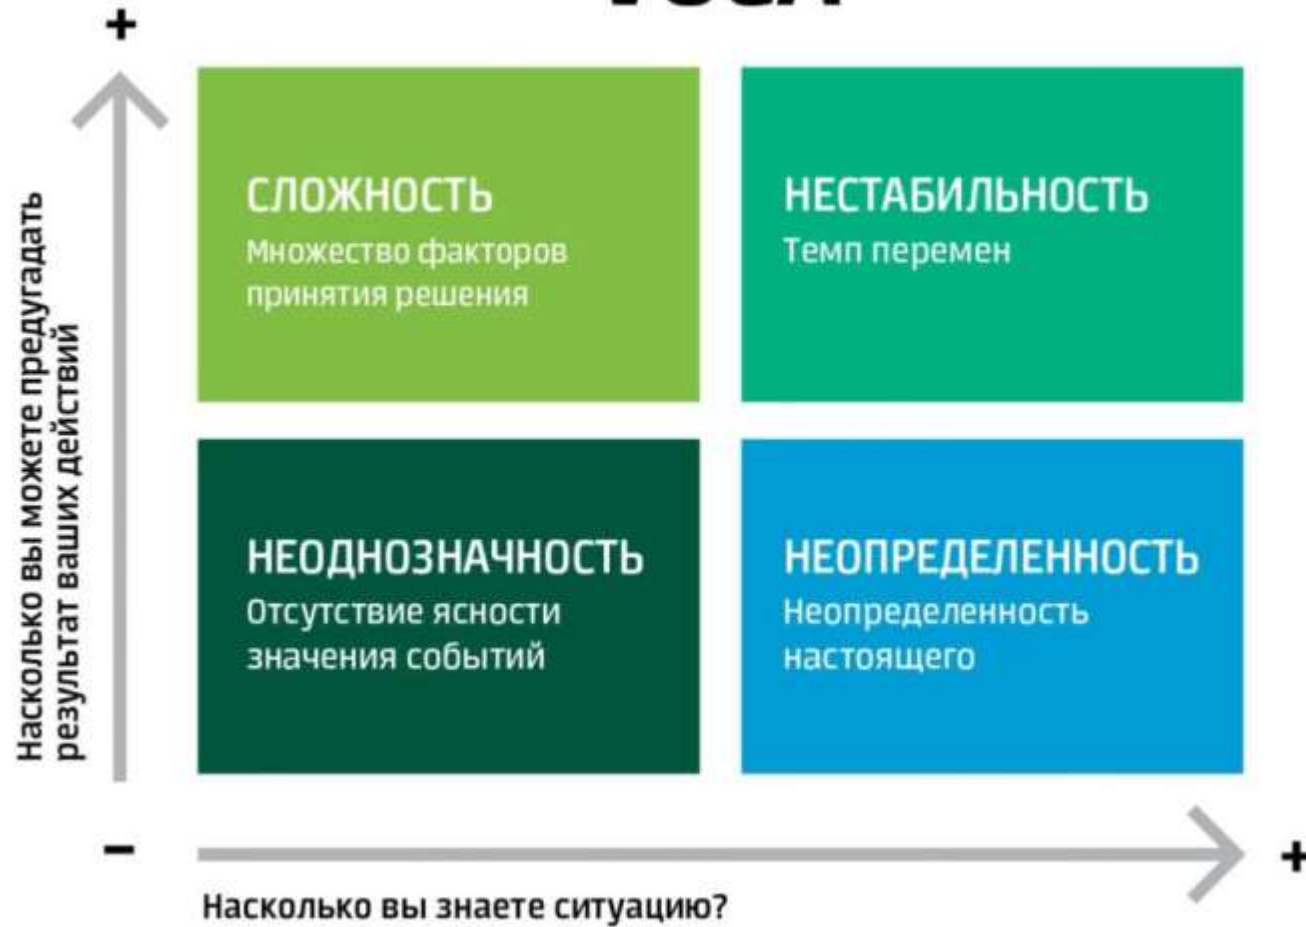 +
СЛОЖНОСТЬ
Множество факторов
принятия решения
НЕСТАБИЛЬНОСТЬ
Темп перемен
НЕОДНОЗНАЧНОСТЬ
Отсутствие ясности
значения событий
НЕОПРЕДЕЛЕННОСТЬ
Неопределенность
настоящего
Насколько вы можете предугадать
результат ваших действий
–
+
Насколько вы знаете ситуацию?